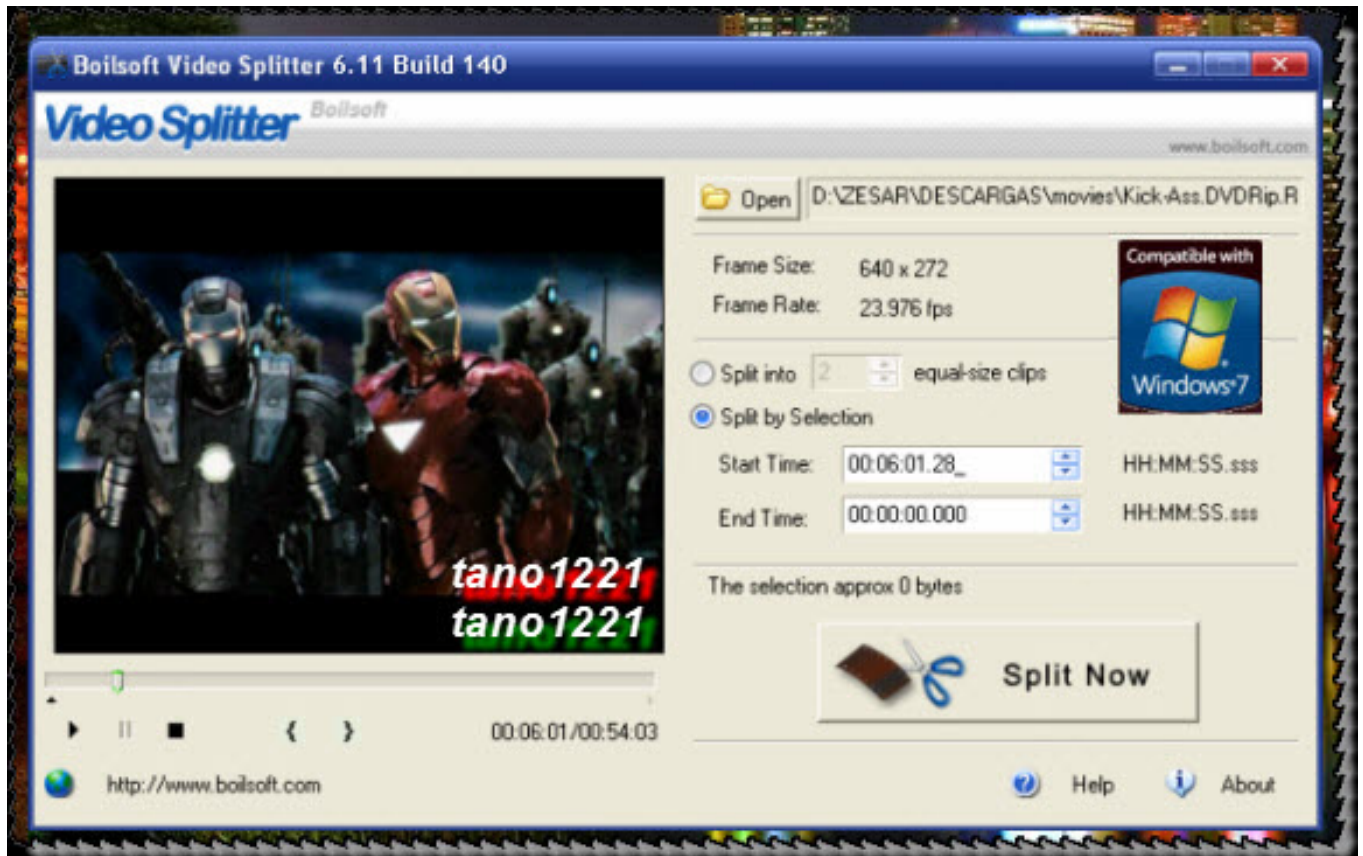 Boilsoft Video Splitter 6.11 Build 140
Video Splitter Boilsoft
www.boilsoft.com
Open D:\ZESAR\DESCARGAS\movies\Kick-Ass.DVDRip.R
Frame Size: 640 x 272
Frame Rate: 23.976 fps
Compatible with
Windows 7
Split into 2 equal-size clips
Split by Selection
Start Time: 00:06:01.28_ HH:MM:SS.sss
End Time: 00:00:00.000 HH:MM:SS.sss
The selection approx 0 bytes
Split Now
tano1221
tano1221
00:06:01/00:54:03
http://www.boilsoft.com
Help About